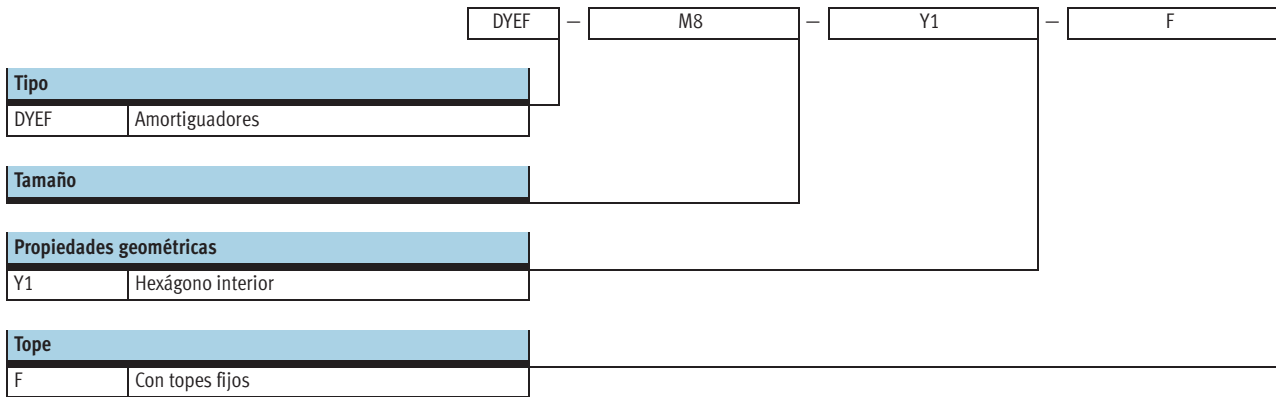 DYEF – M8 – Y1 – F
Tipo
DYEF Amortiguadores
Tamaño
Propiedades geométricas
Y1 Hexágono interior
Tope
F Con topes fijos